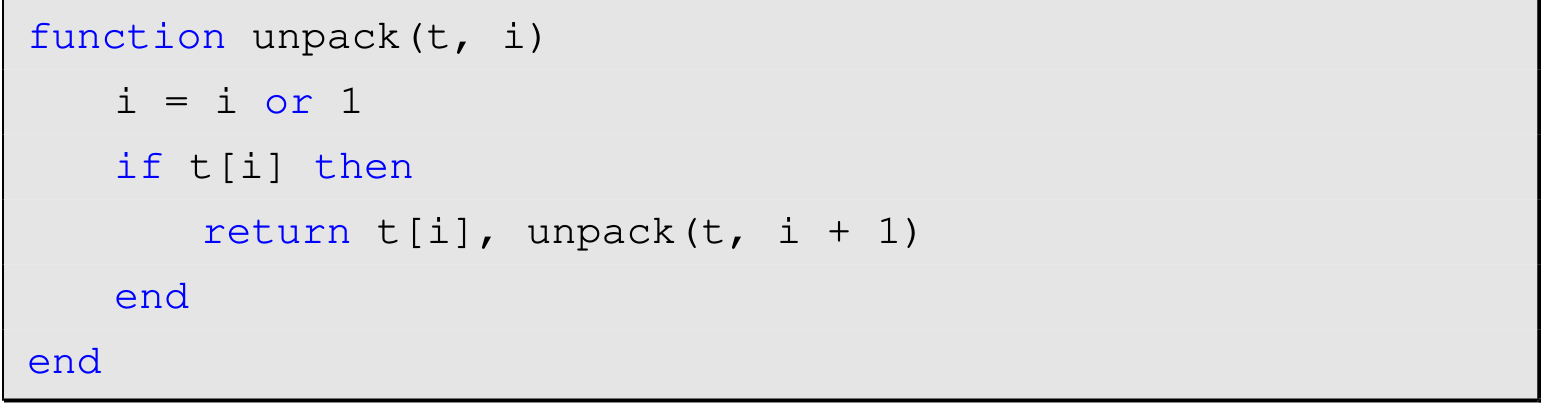 function unpack(t, i)
    i = i or 1
    if t[i] then
        return t[i], unpack(t, i + 1)
    end
end